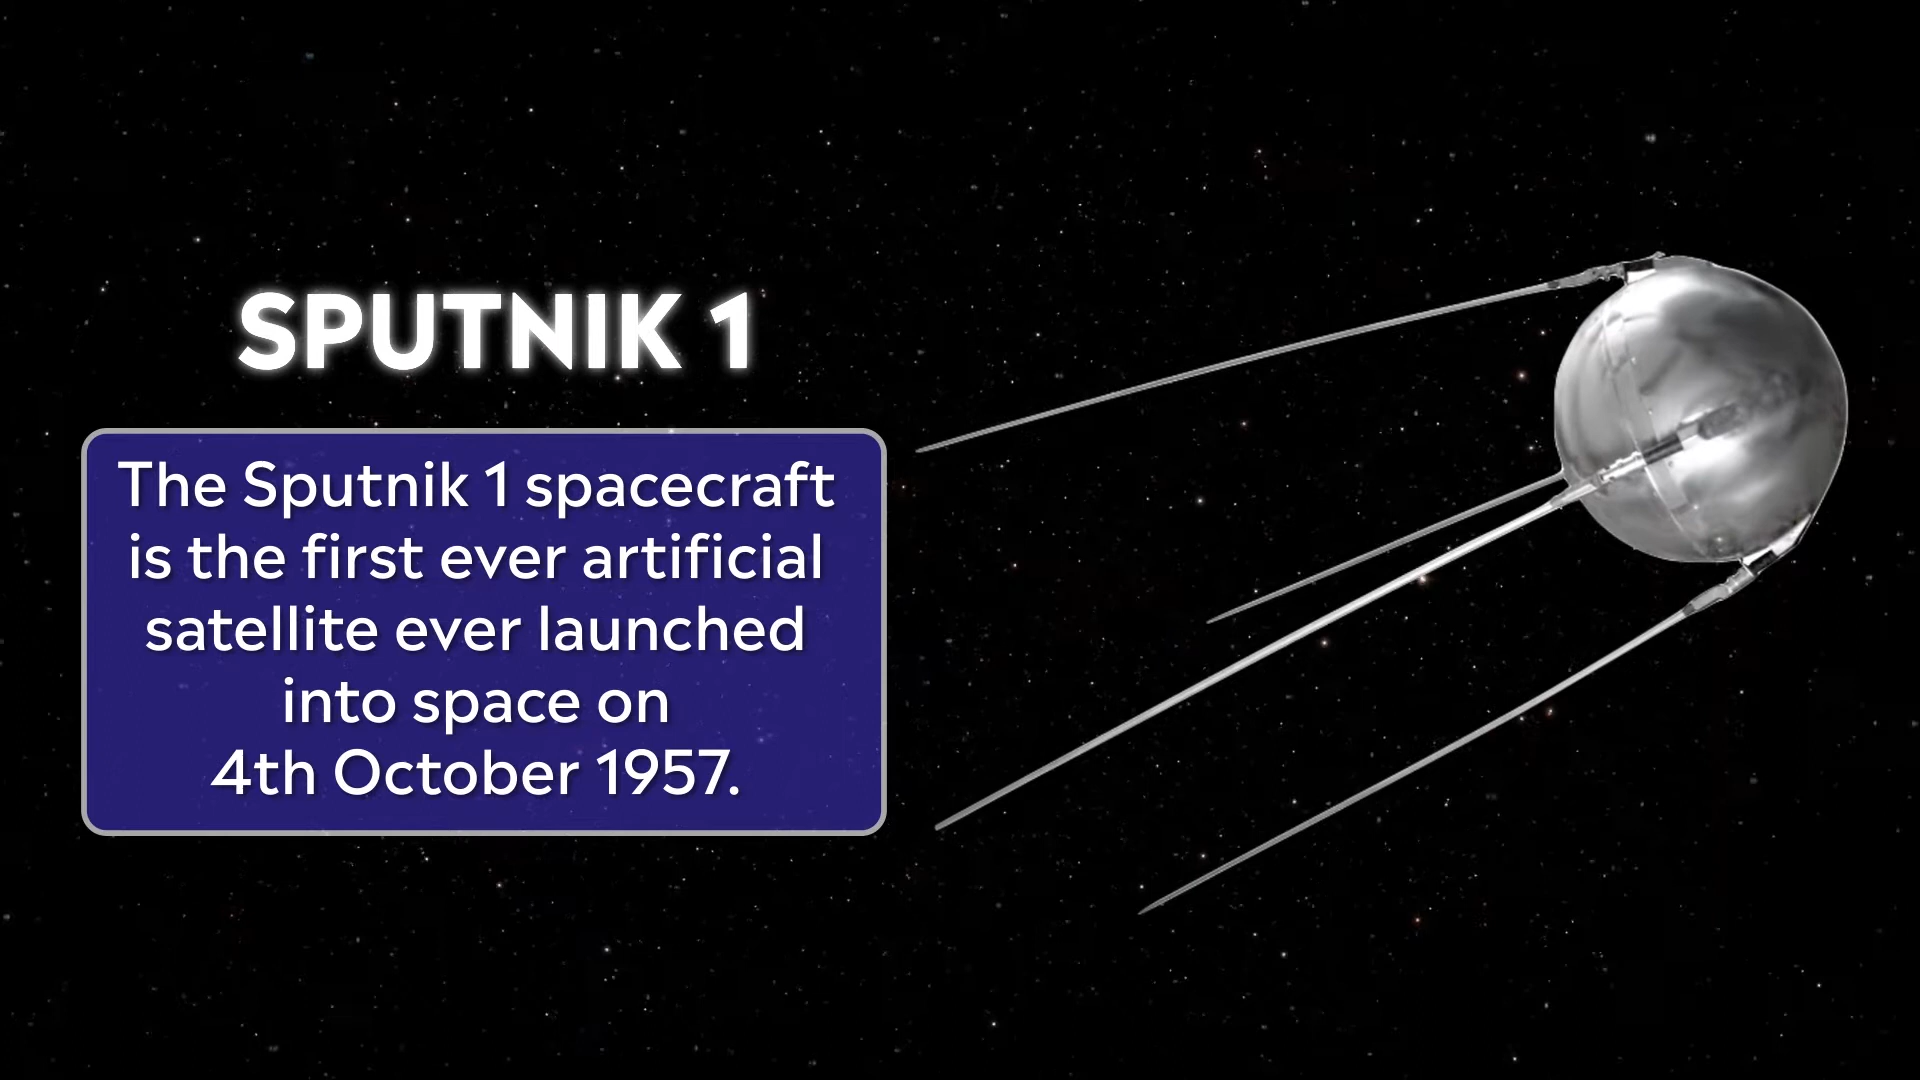 SPUTNIK 1
The Sputnik 1 spacecraft
is the first ever artificial
satellite ever launched
into space on
4th October 1957.